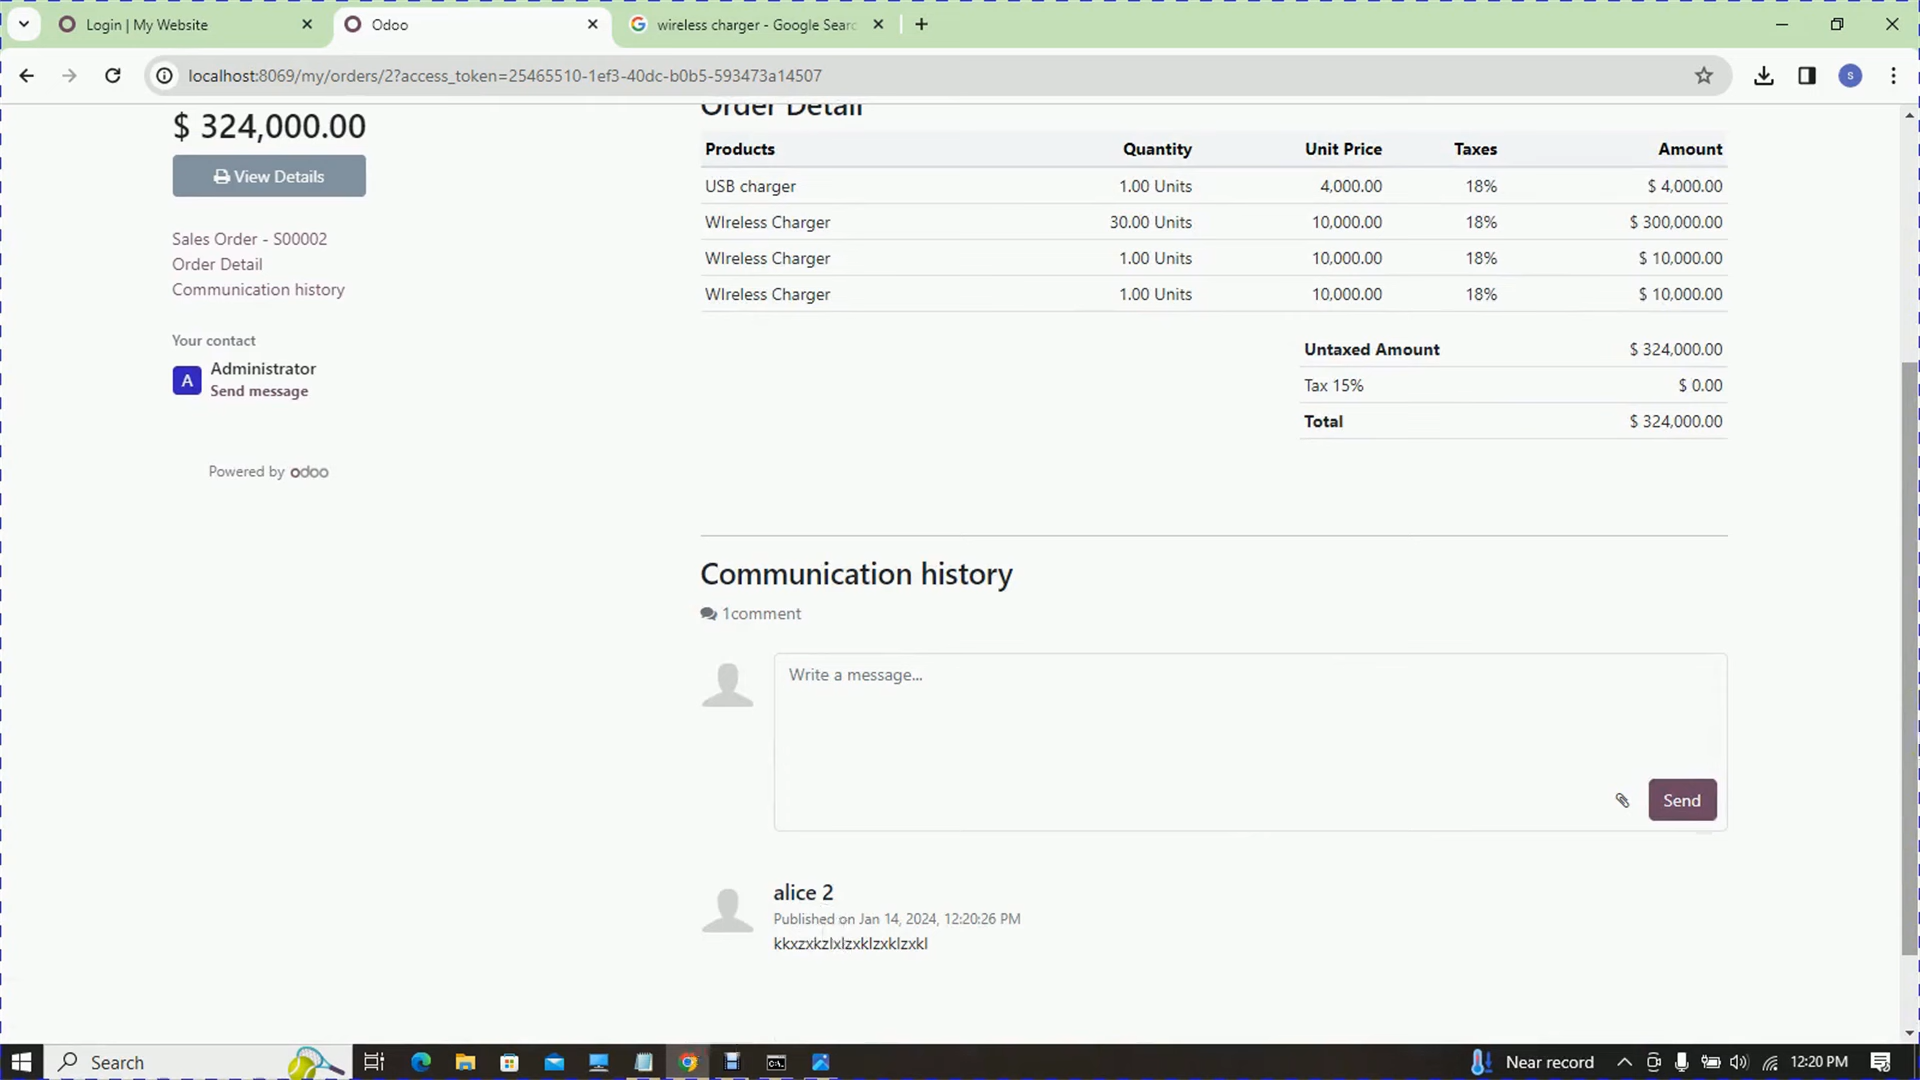 Login | My Website
Odoo
wireless charger - Google Searc
localhost:8069/my/orders/2?access_token=25465510-1ef3-40dc-b0b5-593473a14507
S
$ 324,000.00
View Details
Sales Order - S00002
Order Detail
Communication history
Your contact
A
Administrator
Send message
Powered by odoo
Order Detail
Products Quantity Unit Price Taxes Amount
USB charger 1.00 Units 4,000.00 18% $ 4,000.00
WIreless Charger 30.00 Units 10,000.00 18% $ 300,000.00
WIreless Charger 1.00 Units 10,000.00 18% $ 10,000.00
WIreless Charger 1.00 Units 10,000.00 18% $ 10,000.00
Untaxed Amount $ 324,000.00
Tax 15% $ 0.00
Total $ 324,000.00
Communication history
1comment
Write a message...
Send
alice 2
Published on Jan 14, 2024, 12:20:26 PM
kkxzxkzlxlzxklzxklzxkl
Search
Near record
12:20 PM